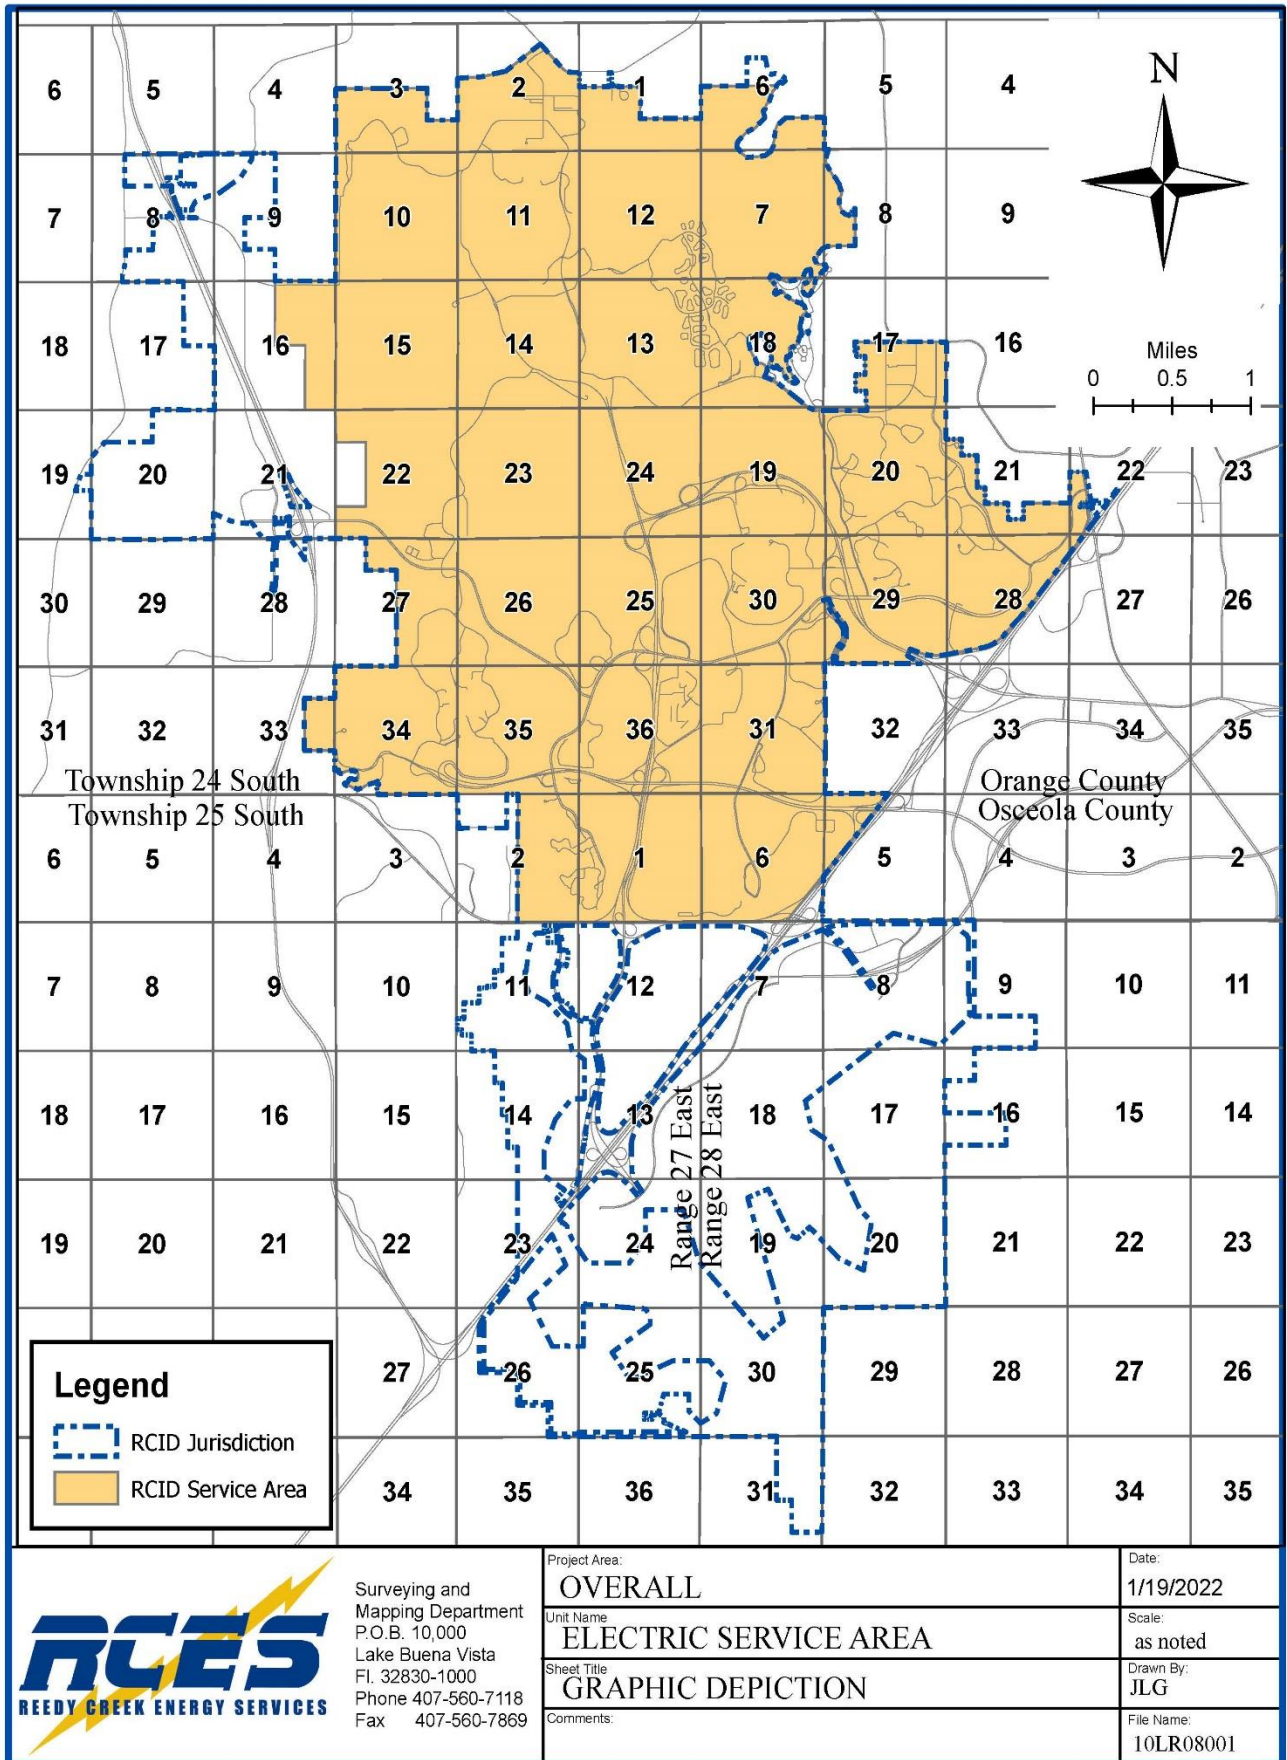 N
Miles
0 0.5 1
6 5 4 3 2 1 6 5 4
7 8 9 10 11 12 7 8 9
18 17 16 15 14 13 18 17 16
19 20 21 22 23 24 19 20 21 22 23
30 29 28 27 26 25 30 29 28 27 26
31 32 33 34 35 36 31 32 33 34 35
Township 24 South
Township 25 South
Orange County
Osceola County
6 5 4 3 2 1 6 5 4 3 2
7 8 9 10 11 12 7 8 9 10 11
18 17 16 15 14 13 18 17 16 15 14
Range 27 East
Range 28 East
19 20 21 22 23 24 19 20 21 22 23
27 26 25 30 29 28 27 26
34 35 36 31 32 33 34 35
Legend
RCID Jurisdiction
RCID Service Area
RCES
REEDY CREEK ENERGY SERVICES
Surveying and
Mapping Department
P.O.B. 10,000
Lake Buena Vista
Fl. 32830-1000
Phone 407-560-7118
Fax 407-560-7869
Project Area:
OVERALL
Unit Name
ELECTRIC SERVICE AREA
Sheet Title
GRAPHIC DEPICTION
Comments:
Date:
1/19/2022
Scale:
as noted
Drawn By:
JLG
File Name:
10LR08001